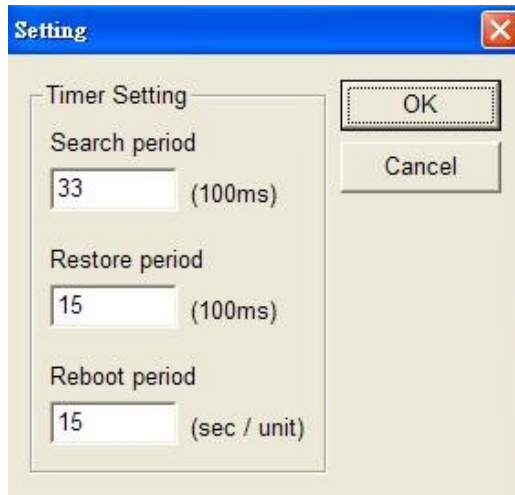 Setting
Timer Setting
OK
Search period
33 (100ms)
Cancel
Restore period
15 (100ms)
Reboot period
15 (sec / unit)